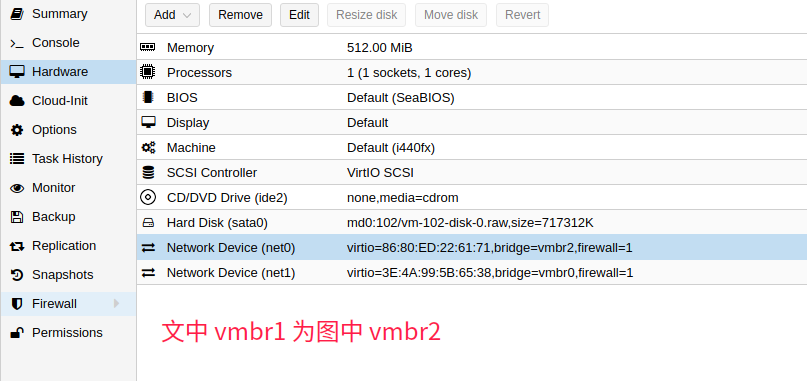 Summary
Console
Hardware
Cloud-Init
Options
Task History
Monitor
Backup
Replication
Snapshots
Firewall
Permissions
Add Remove Edit Resize disk Move disk Revert
Memory 512.00 MiB
Processors 1 (1 sockets, 1 cores)
BIOS Default (SeaBIOS)
Display Default
Machine Default (i440fx)
SCSI Controller VirtIO SCSI
CD/DVD Drive (ide2) none,media=cdrom
Hard Disk (sata0) md0:102/vm-102-disk-0.raw,size=717312K
Network Device (net0) virtio=86:80:ED:22:61:71,bridge=vmbr2,firewall=1
Network Device (net1) virtio=3E:4A:99:5B:65:38,bridge=vmbr0,firewall=1
文中 vmbr1 为图中 vmbr2